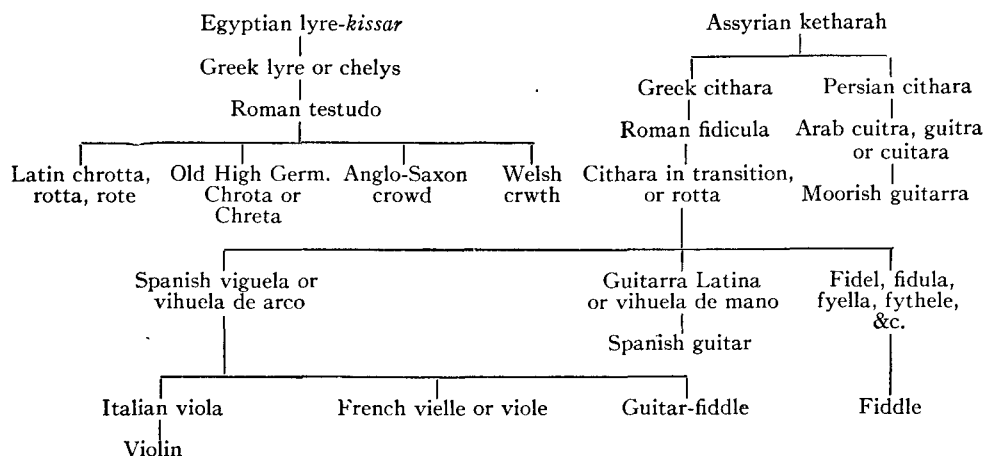 Egyptian lyre-kissar
Assyrian ketharah
Greek lyre or chelys
Greek cithara
Persian cithara
Roman testudo
Roman fidicula
Arab cuitra, guitra
or cuitara
Latin chrotta,
rotta, rote
Old High Germ.
Chrota or
Chreta
Anglo-Saxon
crowd
Welsh
crwth
Cithara in transition,
or rotta
Moorish guitarra
Spanish viguela or
vihuela de arco
Guitarra Latina
or vihuela de mano
Fidel, fidula,
fyella, fythele,
&c.
Spanish guitar
Italian viola
French vielle or viole
Guitar-fiddle
Fiddle
Violin